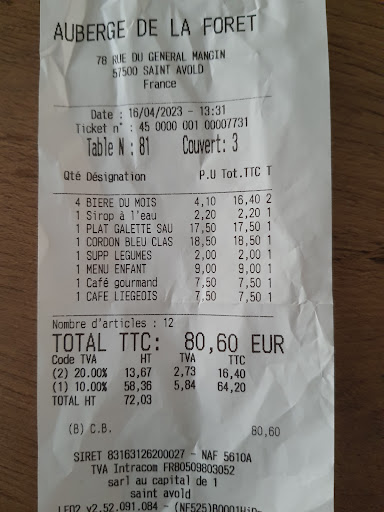 AUBERGE DE LA FORET
78 RUE DU GENERAL MANGIN
57500 SAINT AVOLD
France
Date : 16/04/2023 - 13:31
Ticket n° : 45 0000 001 00007731
Table N : 81 Couvert: 3
Qté Désignation P.U Tot.TTC T
4 BIERE DU MOIS 4,10 16,40 2
1 Sirop à l'eau 2,20 2,20 1
1 PLAT GALETTE SAU 17,50 17,50 1
1 CORDON BLEU CLAS 18,50 18,50 1
1 SUPP LEGUMES 2,00 2,00 1
1 MENU ENFANT 9,00 9,00 1
1 Café gourmand 7,50 7,50 1
1 CAFE LIEGEOIS 7,50 7,50 1
Nombre d'articles : 12
TOTAL TTC: 80,60 EUR
Code TVA HT TVA TTC
(2) 20.00% 13,67 2,73 16,40
(1) 10.00% 58,36 5,84 64,20
TOTAL HT 72,03
(8) C.B. 80,60
SIRET 83163126200027 - NAF 5610A
TVA Intracom FRB0509803052
sarl au capital de 1
saint avold
v2.52.091.084 - (NF525)